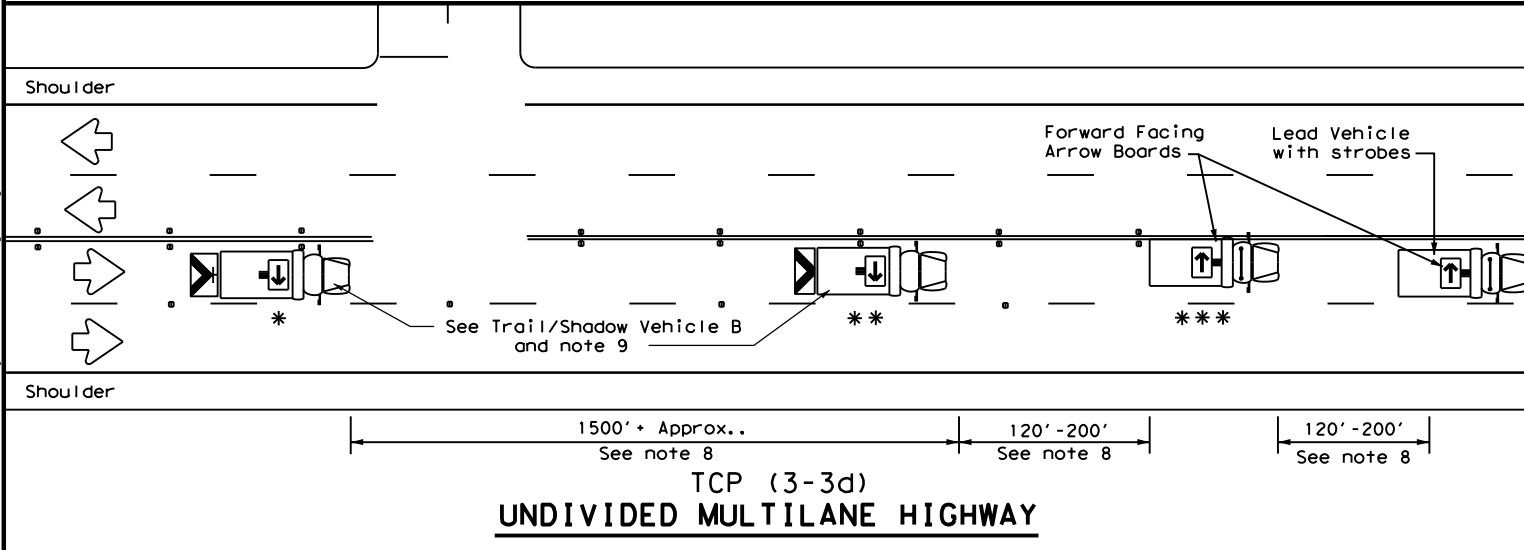 Shoulder
Forward Facing
Arrow Boards
Lead Vehicle
with strobes
*
* *
* * *
See Trail/Shadow Vehicle B
and note 9
Shoulder
1500'+ Approx..
See note 8
120'-200'
See note 8
120'-200'
See note 8
TCP (3-3d)
UNDIVIDED MULTILANE HIGHWAY